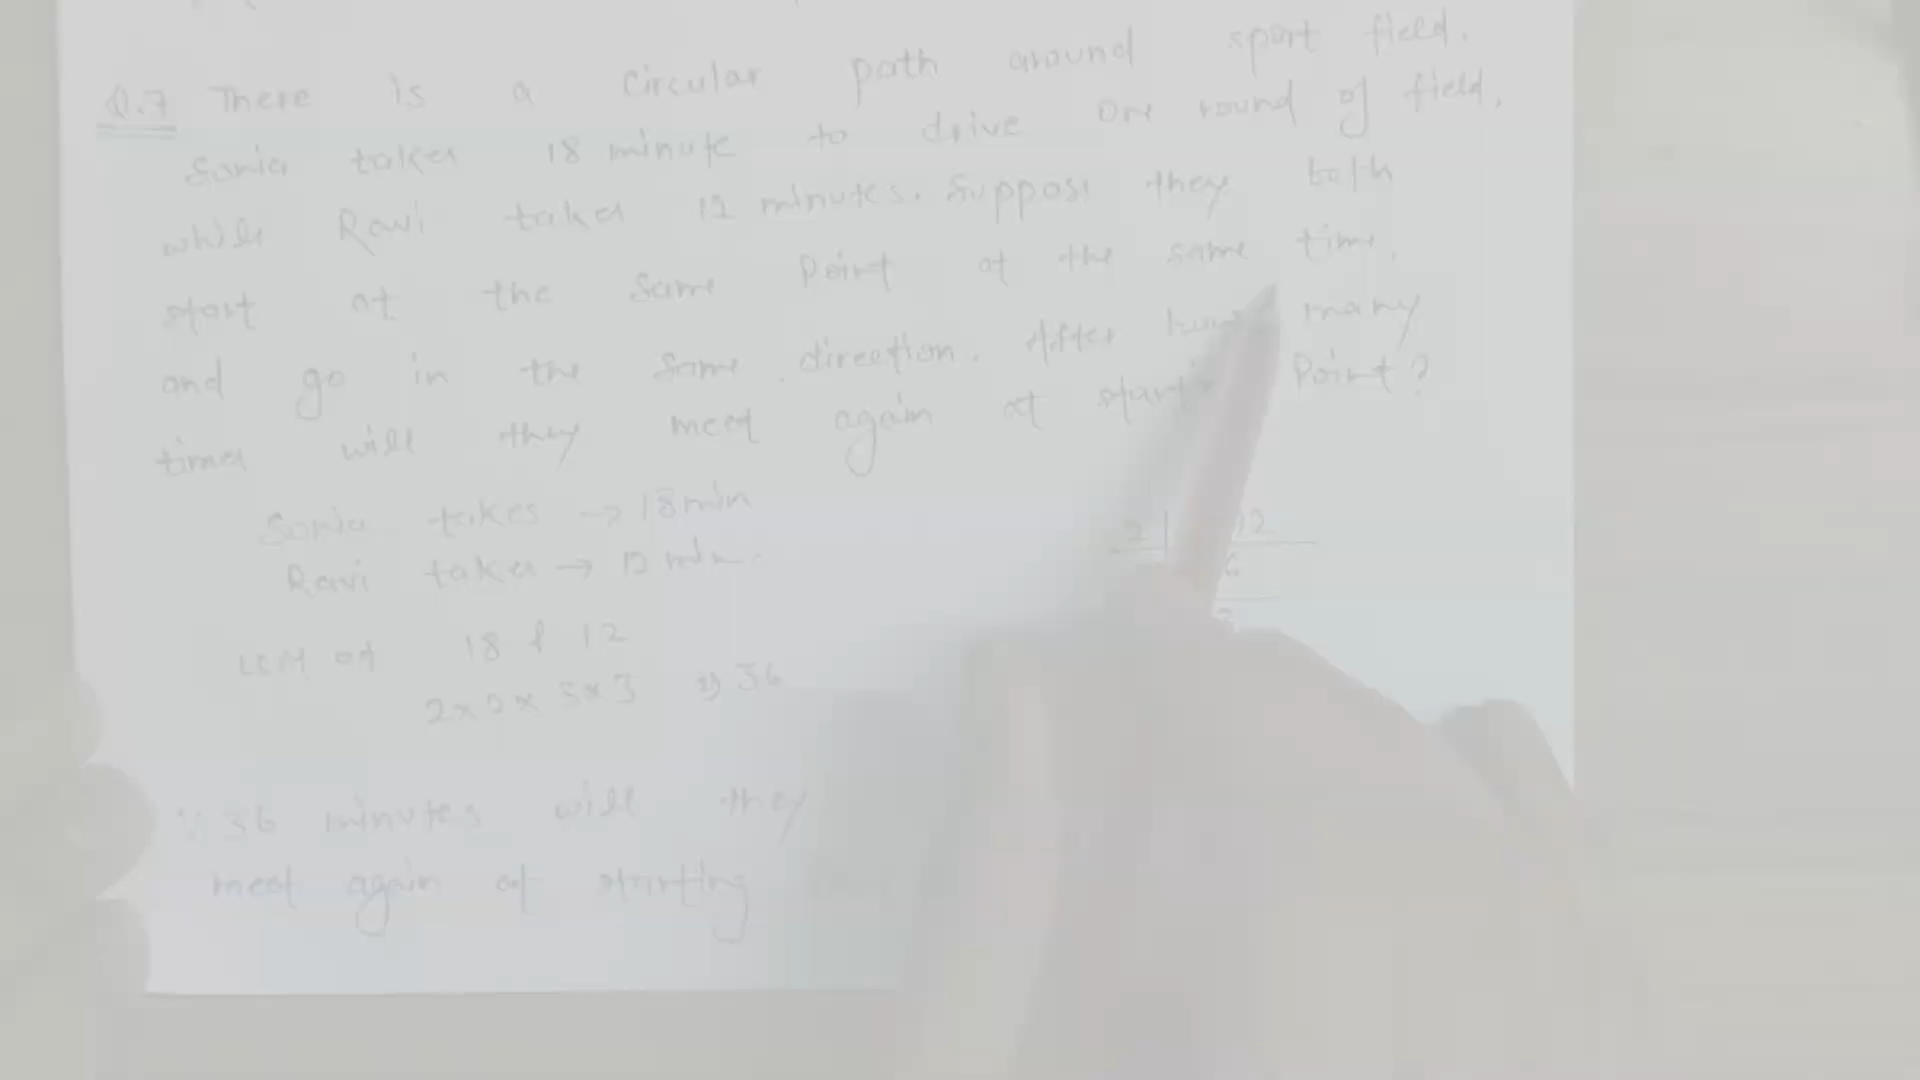 Q.7 There is a circular path around sport field.
Sonia takes 18 minute to drive one round of field,
while Ravi takes 12 minutes. Suppose they both
start at the same Point at the same time,
and go in the same direction. After many
times will they meet again at Point?
Sonia takes → 18 min
Ravi takes → 12 min.
2 | 12
6
LCM of 18 & 12
2 x 2 x 3 x 3 ⇒ 36
36 minutes will they
meet again at starting